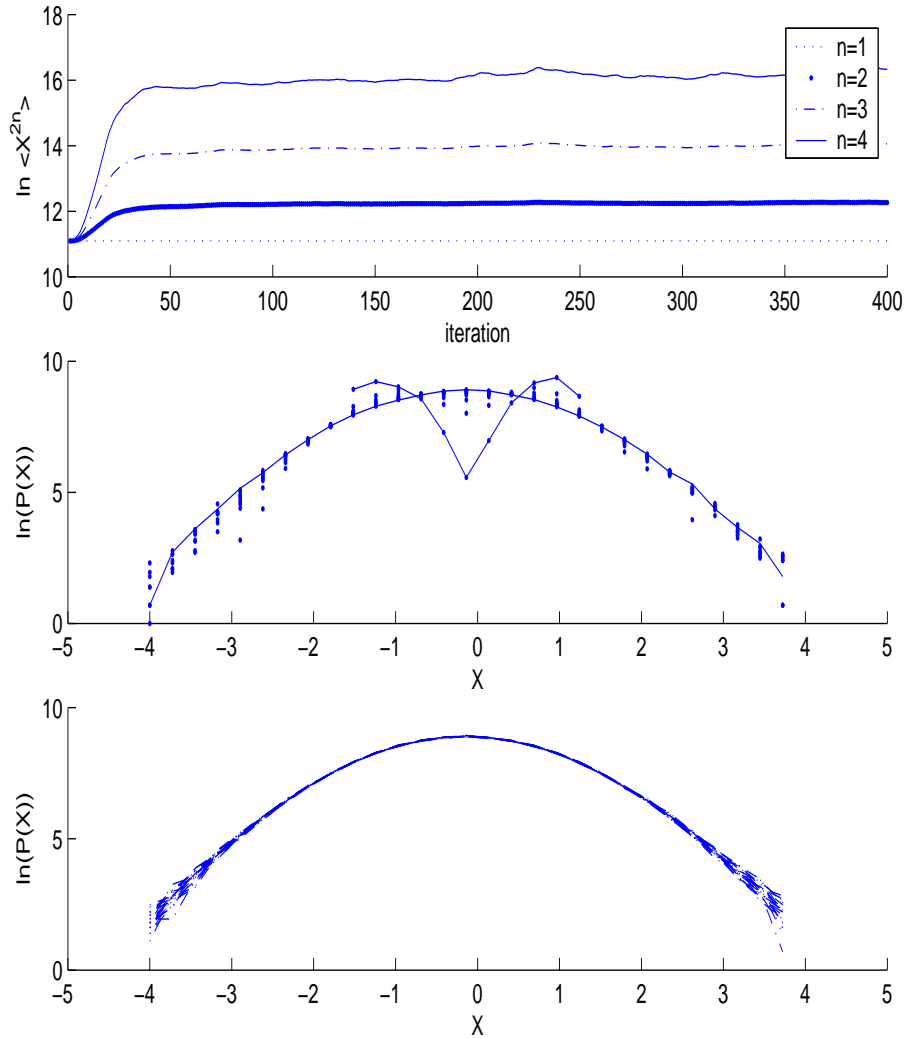 18
16
14
12
10
ln <X^{2n}>
n=1
n=2
n=3
n=4
0 50 100 150 200 250 300 350 400
iteration
10
5
0
ln(P(X))
−5 −4 −3 −2 −1 0 1 2 3 4 5
X
10
5
0
ln(P(X))
−5 −4 −3 −2 −1 0 1 2 3 4 5
X